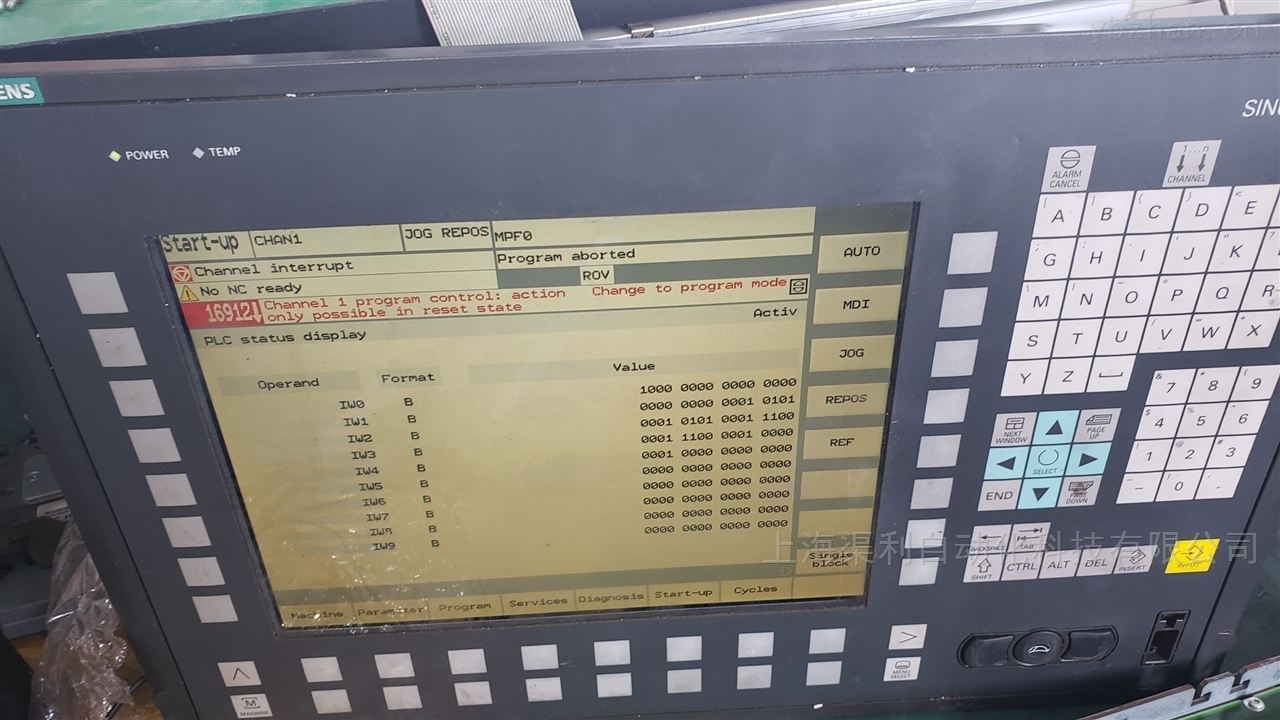 ENS
SINU
POWER TEMP
ALARM CANCEL
1...n CHANNEL
Start-up CHAN1 JOG REPOS MPF0
Channel interrupt
Program aborted
No NC ready
ROV
16912↓ Channel 1 program control: action only possible in reset state Change to program mode
PLC status display
Activ
Operand Format Value
IW0 B 1000 0000 0000 0000
IW1 B 0000 0000 0001 0101
IW2 B 0001 0101 0001 1100
IW3 B 0001 1100 0001 0000
IW4 B 0001 0000 0000 0000
IW5 B 0000 0000 0000 0000
IW6 B 0000 0000 0000 0000
IW7 B 0000 0000 0000 0000
IW8 B 0000 0000 0000 0000
IW9 B 0000 0000 0000 0000
AUTO
MDI
JOG
REPOS
REF
Single block
Machine Parameter Program Services Diagnosis Start-up Cycles
A B C D E
G H I J K
M N O P Q R
S T U V W X
Y Z
7 8 9
4 5 6
1 2 3
- 0 .
NEXT WINDOW
PAGE UP
SELECT
END
PAGE DOWN
BACKSPACE TAB
SHIFT CTRL ALT DEL INSERT INPUT
MENU SELECT
M MACHINE
上海渠利自动化科技有限公司